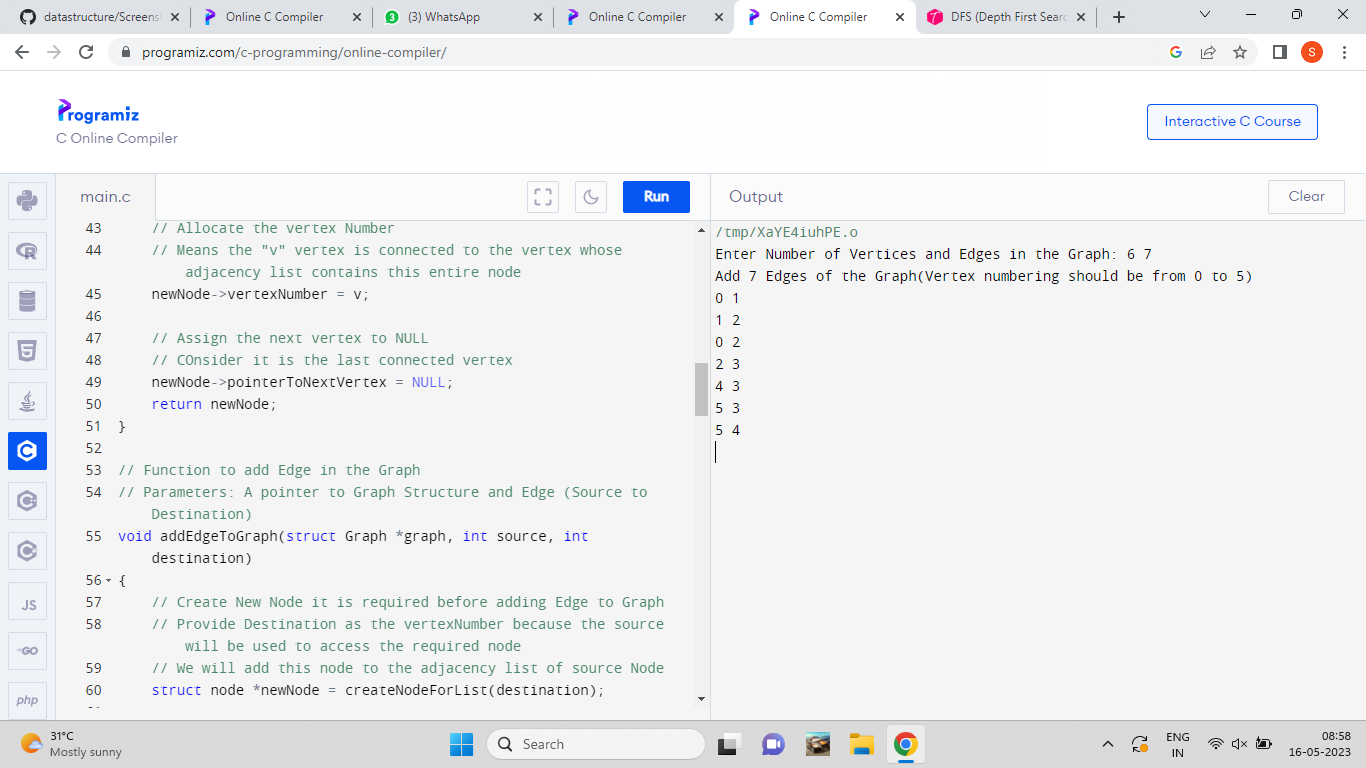 datastructure/Screens
Online C Compiler
(3) WhatsApp
Online C Compiler
Online C Compiler
DFS (Depth First Searc
programiz.com/c-programming/online-compiler/
S
Programiz
C Online Compiler
Interactive C Course
main.c
Run
Output
Clear
43 // Allocate the vertex Number
44 // Means the "v" vertex is connected to the vertex whose
adjacency list contains this entire node
45 newNode->vertexNumber = v;
46
47 // Assign the next vertex to NULL
48 // COnsider it is the last connected vertex
49 newNode->pointerToNextVertex = NULL;
50 return newNode;
51 }
52
53 // Function to add Edge in the Graph
54 // Parameters: A pointer to Graph Structure and Edge (Source to
Destination)
55 void addEdgeToGraph(struct Graph *graph, int source, int
destination)
56 {
57 // Create New Node it is required before adding Edge to Graph
58 // Provide Destination as the vertexNumber because the source
will be used to access the required node
59 // We will add this node to the adjacency list of source Node
60 struct node *newNode = createNodeForList(destination);
/tmp/XaYE4iuhPE.o
Enter Number of Vertices and Edges in the Graph: 6 7
Add 7 Edges of the Graph(Vertex numbering should be from 0 to 5)
0 1
1 2
0 2
2 3
4 3
5 3
5 4
JS
GO
php
31°C
Mostly sunny
Search
ENG
IN
08:58
16-05-2023